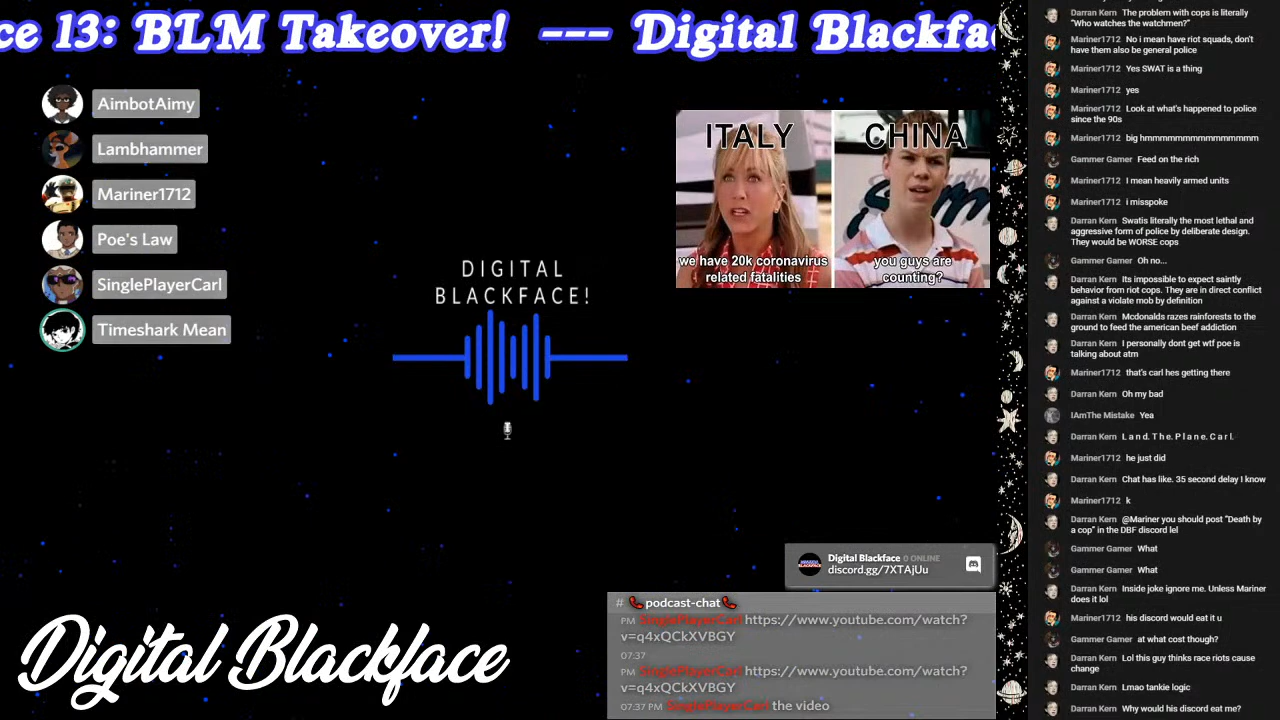 ce 13: BLM Takeover! --- Digital Blackfac
AimbotAimy
Lambhammer
Mariner1712
Poe's Law
SinglePlayerCarl
Timeshark Mean
DIGITAL
BLACKFACE!
ITALY
CHINA
we have 20k coronavirus
related fatalities
you guys are
counting?
Digital Blackface 0 ONLINE
discord.gg/7XTAjUu
# podcast-chat
PM SinglePlayerCarl https://www.youtube.com/watch?
v=q4xQCkXVBGY
07:37
PM SinglePlayerCarl https://www.youtube.com/watch?
v=q4xQCkXVBGY
07:37 PM SinglePlayerCarl the video
Digital Blackface
Darran Kern The problem with cops is literally
"Who watches the watchmen?"
Mariner1712 No i mean have riot squads, don't
have them also be general police
Mariner1712 Yes SWAT is a thing
Mariner1712 yes
Mariner1712 Look at what's happened to police
since the 90s
Mariner1712 big hmmmmmmmmmmmmmmm
Gammer Gamer Feed on the rich
Mariner1712 I mean heavily armed units
Mariner1712 i misspoke
Darran Kern Swatis literally the most lethal and
aggressive form of police by deliberate design.
They would be WORSE cops
Gammer Gamer Oh no...
Darran Kern Its impossible to expect saintly
behavior from riot cops. They are in direct conflict
against a violate mob by definition
Darran Kern Mcdonalds razes rainforests to the
ground to feed the american beef addiction
Darran Kern I personally dont get wtf poe is
talking about atm
Mariner1712 that's carl hes getting there
Darran Kern Oh my bad
IAmThe Mistake Yea
Darran Kern L a n d. T h e. P l a n e. C a r l.
Mariner1712 he just did
Darran Kern Chat has like. 35 second delay I know
Mariner1712 k
Darran Kern @Mariner you should post "Death by
a cop" in the DBF discord lel
Gammer Gamer What
Gammer Gamer What
Darran Kern Inside joke ignore me. Unless Mariner
does it lol
Mariner1712 his discord would eat it u
Gammer Gamer at what cost though?
Darran Kern Lol this guy thinks race riots cause
change
Darran Kern Lmao tankie logic
Darran Kern Why would his discord eat me?